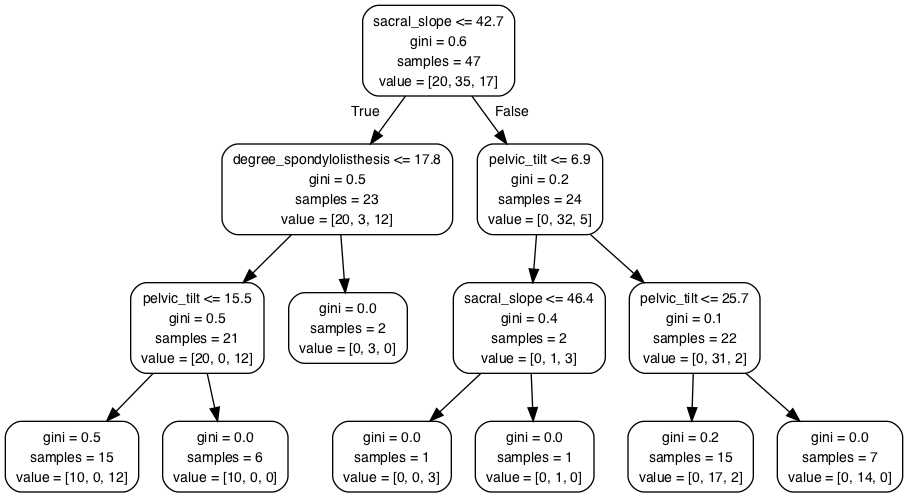 sacral_slope <= 42.7
gini = 0.6
samples = 47
value = [20, 35, 17]
True
False
degree_spondylolisthesis <= 17.8
gini = 0.5
samples = 23
value = [20, 3, 12]
pelvic_tilt <= 6.9
gini = 0.2
samples = 24
value = [0, 32, 5]
pelvic_tilt <= 15.5
gini = 0.5
samples = 21
value = [20, 0, 12]
gini = 0.0
samples = 2
value = [0, 3, 0]
sacral_slope <= 46.4
gini = 0.4
samples = 2
value = [0, 1, 3]
pelvic_tilt <= 25.7
gini = 0.1
samples = 22
value = [0, 31, 2]
gini = 0.5
samples = 15
value = [10, 0, 12]
gini = 0.0
samples = 6
value = [10, 0, 0]
gini = 0.0
samples = 1
value = [0, 0, 3]
gini = 0.0
samples = 1
value = [0, 1, 0]
gini = 0.2
samples = 15
value = [0, 17, 2]
gini = 0.0
samples = 7
value = [0, 14, 0]